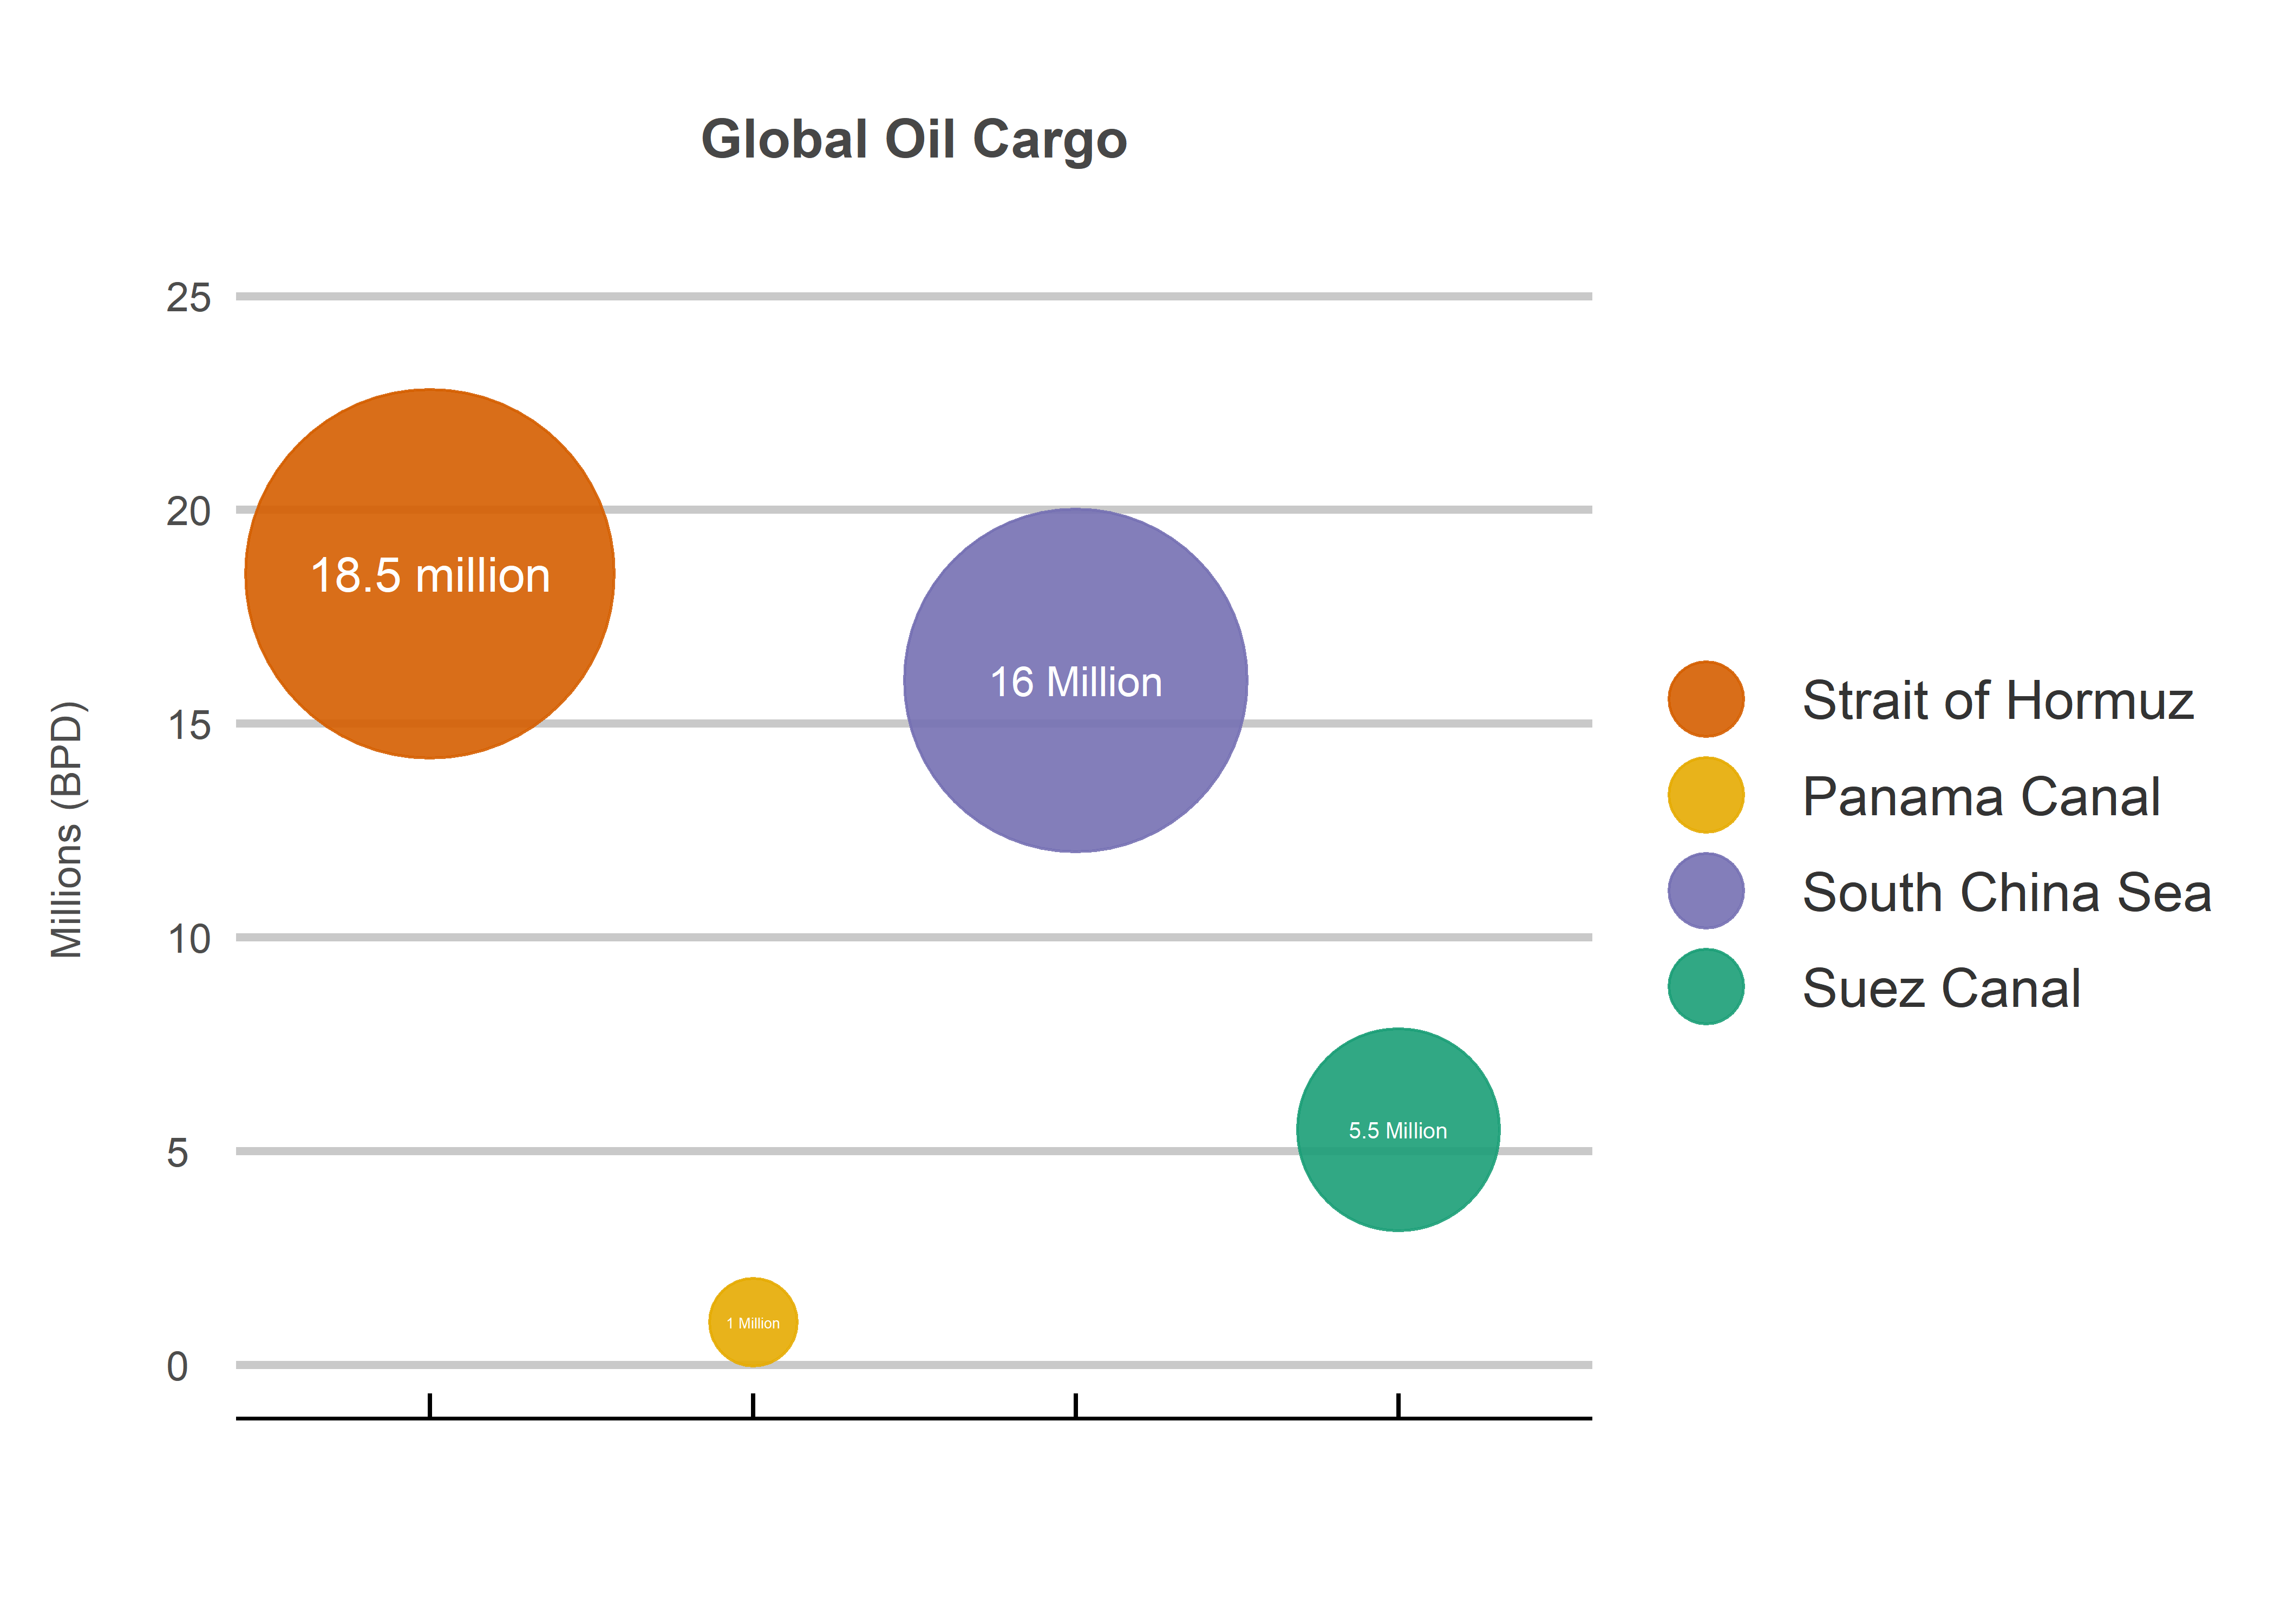 Global Oil Cargo
Millions (BPD)
25
20
15
10
5
0
18.5 million
16 Million
5.5 Million
1 Million
Strait of Hormuz
Panama Canal
South China Sea
Suez Canal